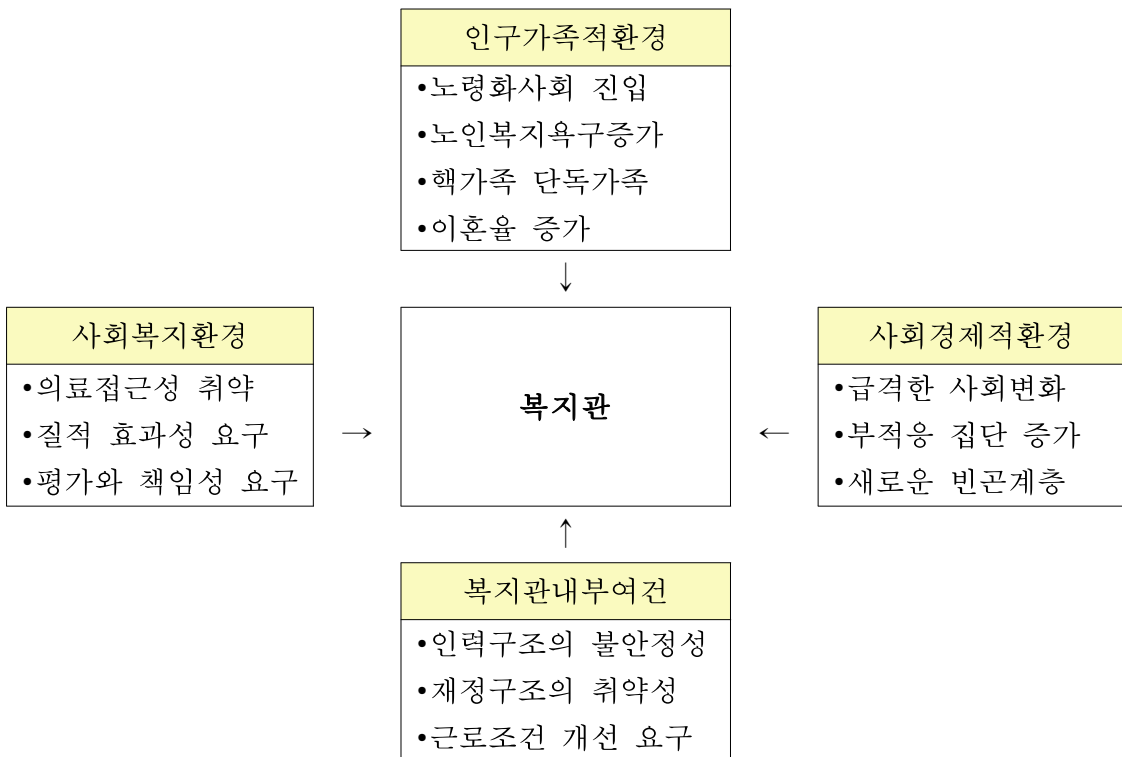 인구가족적환경
•노령화사회 진입
•노인복지욕구증가
•핵가족 단독가족
•이혼율 증가
↓
사회복지환경
•의료접근성 취약
•질적 효과성 요구
•평가와 책임성 요구
→
복지관
←
사회경제적환경
•급격한 사회변화
•부적응 집단 증가
•새로운 빈곤계층
↑
복지관내부여건
•인력구조의 불안정성
•재정구조의 취약성
•근로조건 개선 요구